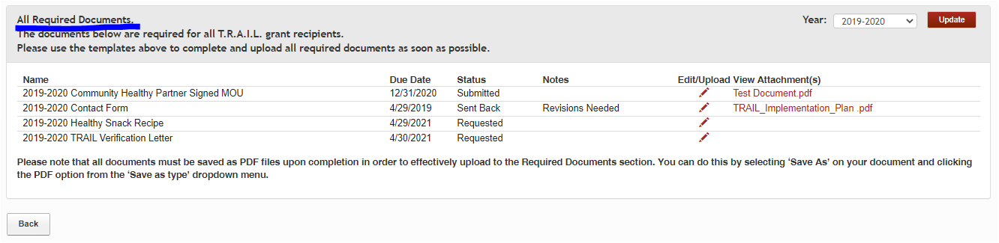 All Required Documents.
Year: 2019-2020 Update
The documents below are required for all T.R.A.I.L. grant recipients.
Please use the templates above to complete and upload all required documents as soon as possible.
Name Due Date Status Notes Edit/Upload View Attachment(s)
2019-2020 Community Healthy Partner Signed MOU 12/31/2020 Submitted Test Document.pdf
2019-2020 Contact Form 4/29/2019 Sent Back Revisions Needed TRAIL_Implementation_Plan .pdf
2019-2020 Healthy Snack Recipe 4/29/2021 Requested
2019-2020 TRAIL Verification Letter 4/30/2021 Requested
Please note that all documents must be saved as PDF files upon completion in order to effectively upload to the Required Documents section. You can do this by selecting ‘Save As’ on your document and clicking
the PDF option from the ‘Save as type’ dropdown menu.
Back